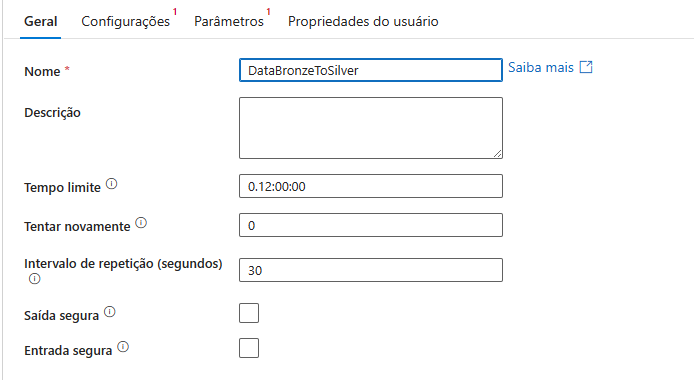 Geral Configurações 1 Parâmetros 1 Propriedades do usuário
Nome * DataBronzeToSilver Saiba mais
Descrição
Tempo limite 0.12:00:00
Tentar novamente 0
Intervalo de repetição (segundos) 30
Saída segura
Entrada segura